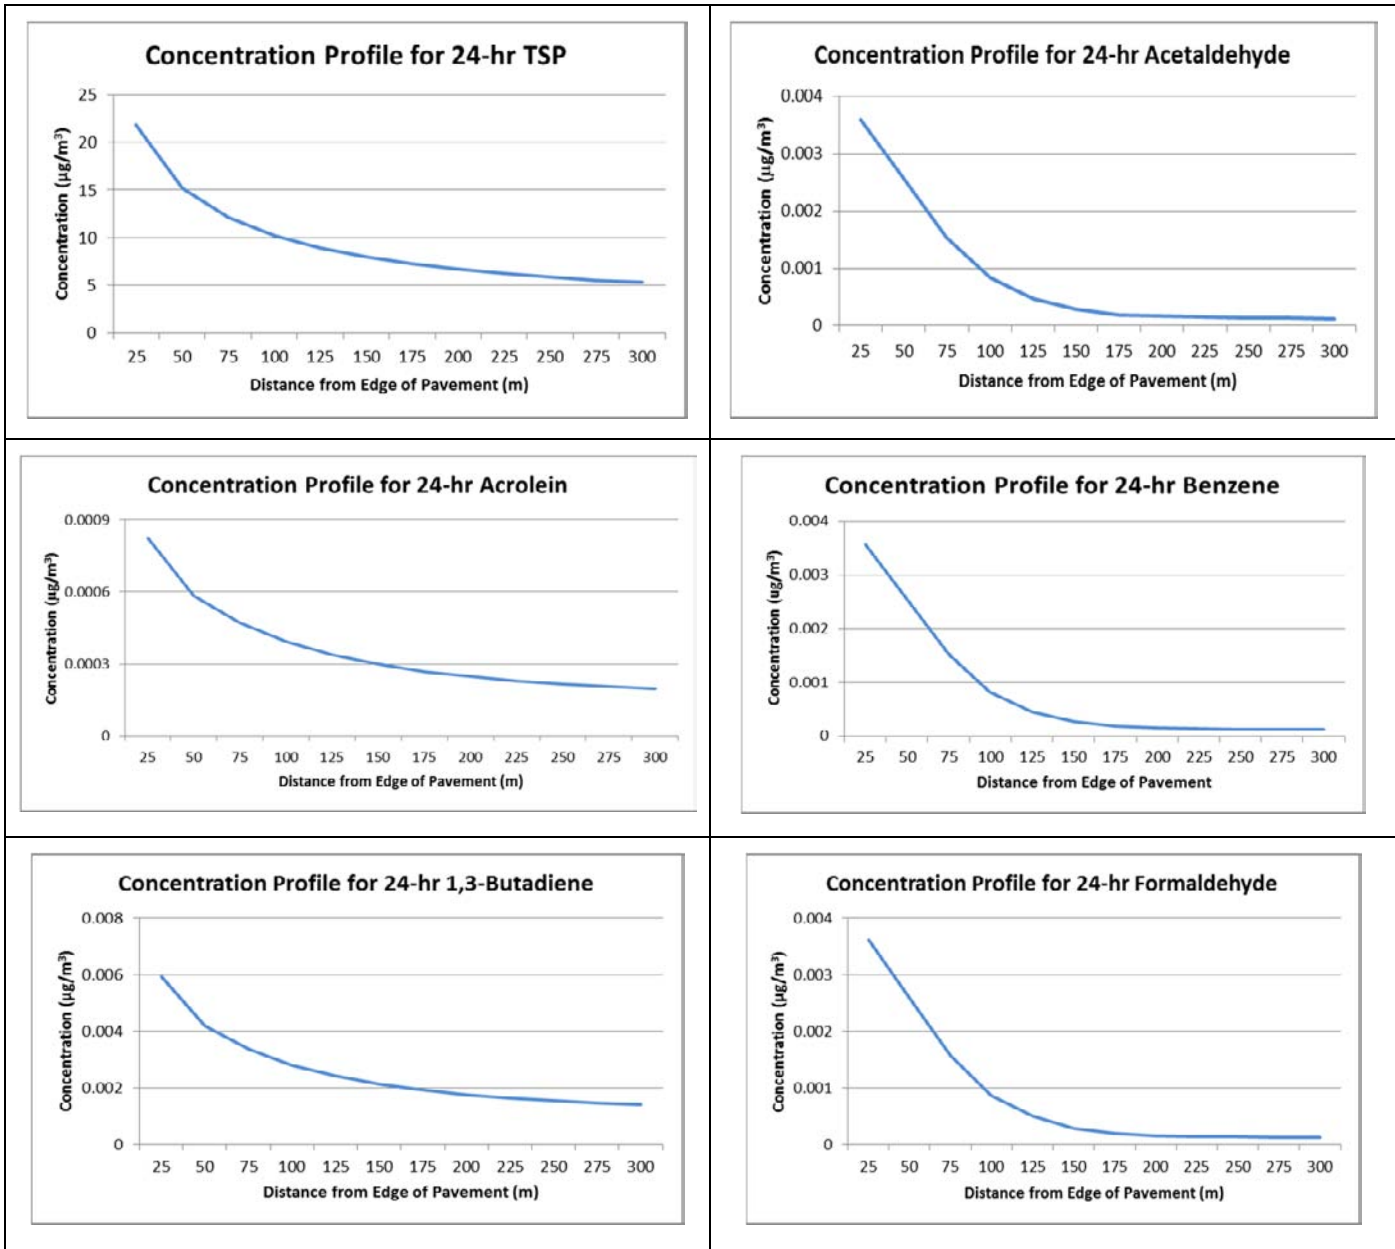 Concentration Profile for 24-hr TSP
Concentration (µg/m³)
25
20
15
10
5
0
25 50 75 100 125 150 175 200 225 250 275 300
Distance from Edge of Pavement (m)
Concentration Profile for 24-hr Acetaldehyde
Concentration (µg/m³)
0.004
0.003
0.002
0.001
0
25 50 75 100 125 150 175 200 225 250 275 300
Distance from Edge of Pavement (m)
Concentration Profile for 24-hr Acrolein
Concentration (µg/m³)
0.0009
0.0006
0.0003
0
25 50 75 100 125 150 175 200 225 250 275 300
Distance from Edge of Pavement (m)
Concentration Profile for 24-hr Benzene
Concentration (ug/m³)
0.004
0.003
0.002
0.001
0
25 50 75 100 125 150 175 200 225 250 275 300
Distance from Edge of Pavement
Concentration Profile for 24-hr 1,3-Butadiene
Concentration (µg/m³)
0.008
0.006
0.004
0.002
0
25 50 75 100 125 150 175 200 225 250 275 300
Distance from Edge of Pavement (m)
Concentration Profile for 24-hr Formaldehyde
Concentration (µg/m³)
0.004
0.003
0.002
0.001
0
25 50 75 100 125 150 175 200 225 250 275 300
Distance from Edge of Pavement (m)